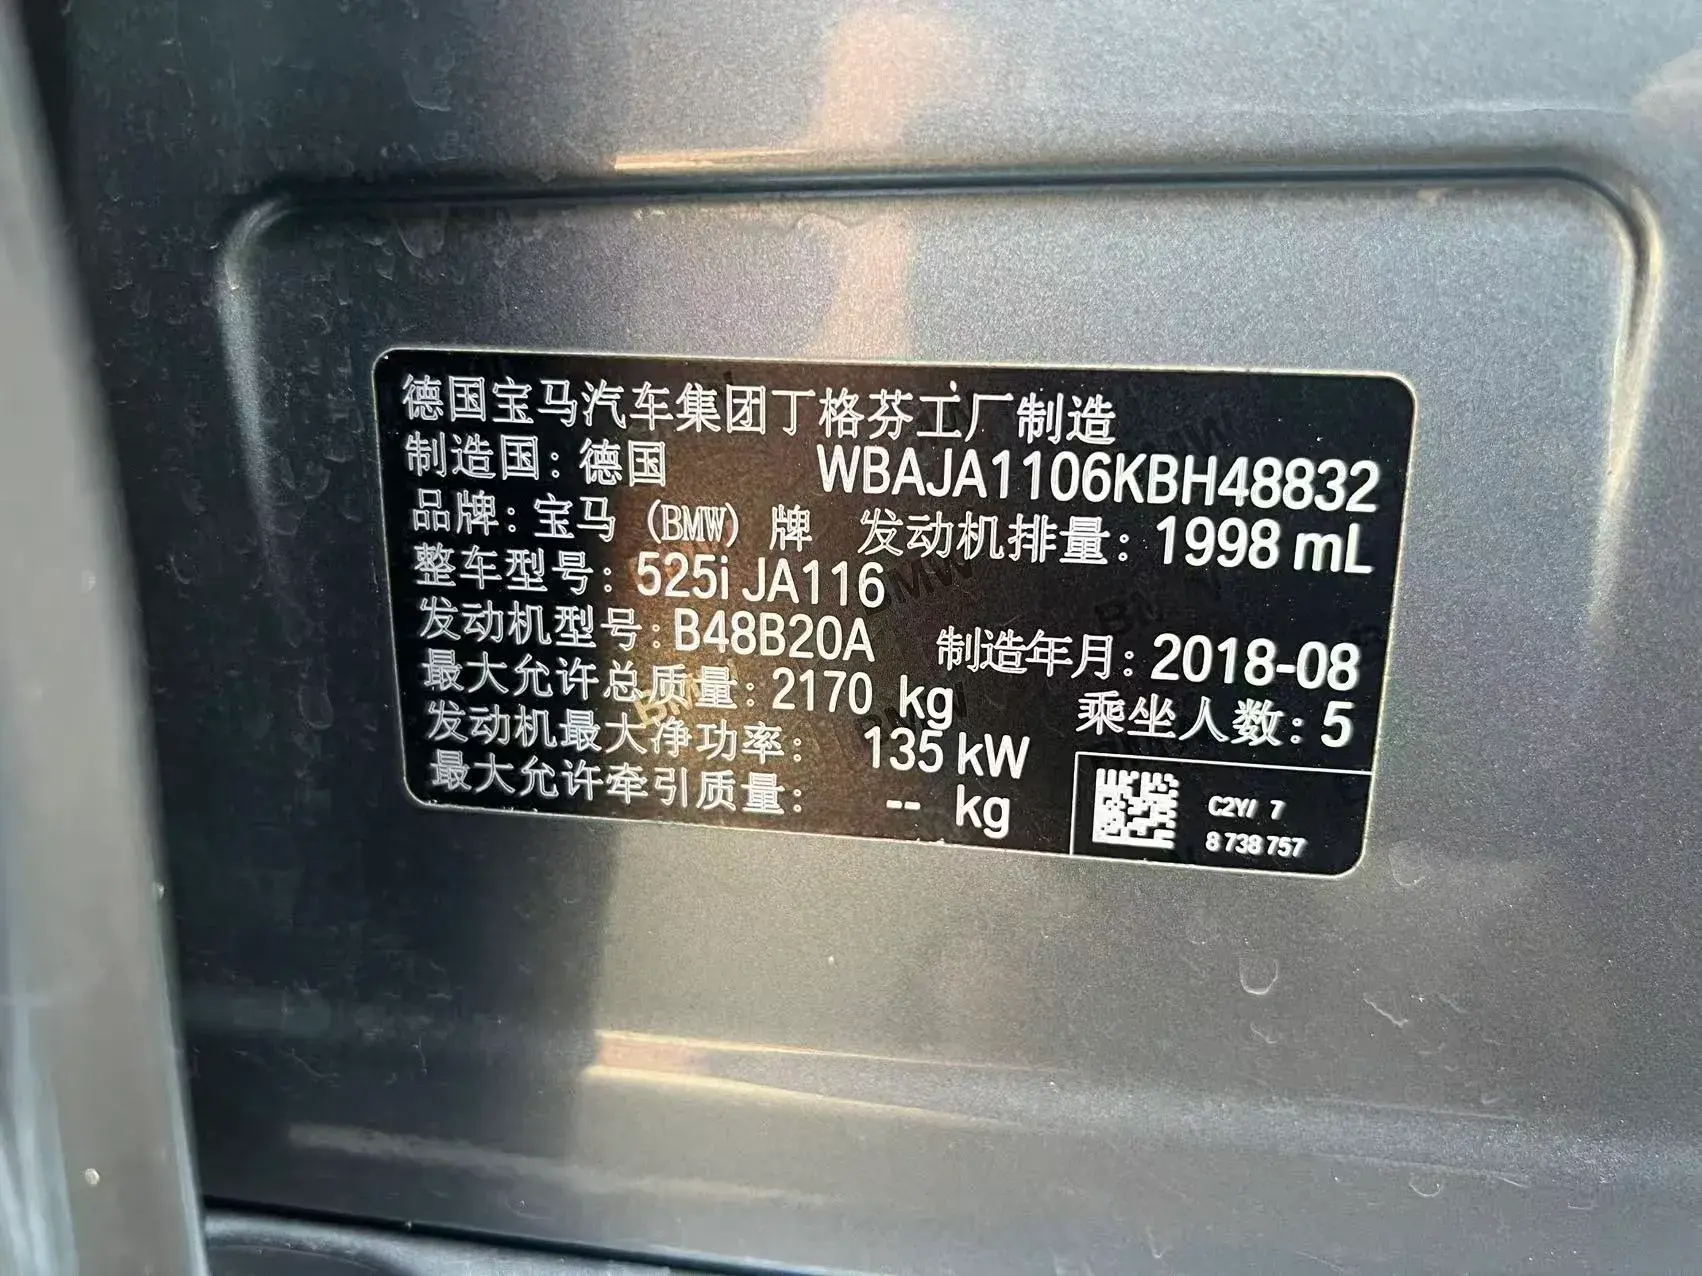 德国宝马汽车集团丁格芬工厂制造
制造国：德国 WBAJA1106KBH48832
品牌：宝马 (BMW) 牌 发动机排量：1998 mL
整车型号：525i JA116
发动机型号：B48B20A 制造年月：2018-08
最大允许总质量：2170 kg 乘坐人数：5
发动机最大净功率： 135 kW
最大允许牵引质量： -- kg
C2Y/ 7
8 738 757